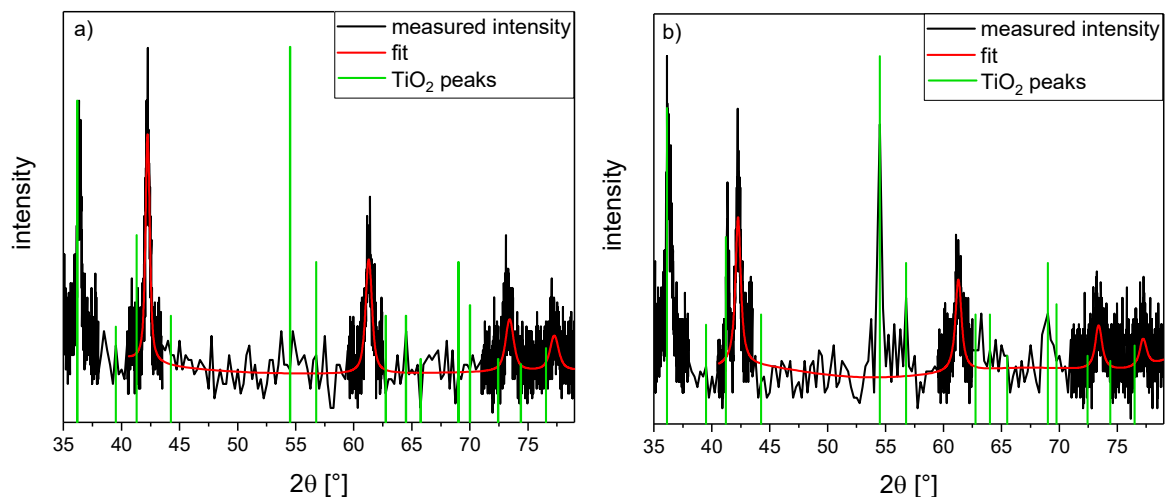 a)
measured intensity
fit
TiO₂ peaks
intensity
35 40 45 50 55 60 65 70 75
2θ [°]
b)
measured intensity
fit
TiO₂ peaks
intensity
35 40 45 50 55 60 65 70 75
2θ [°]